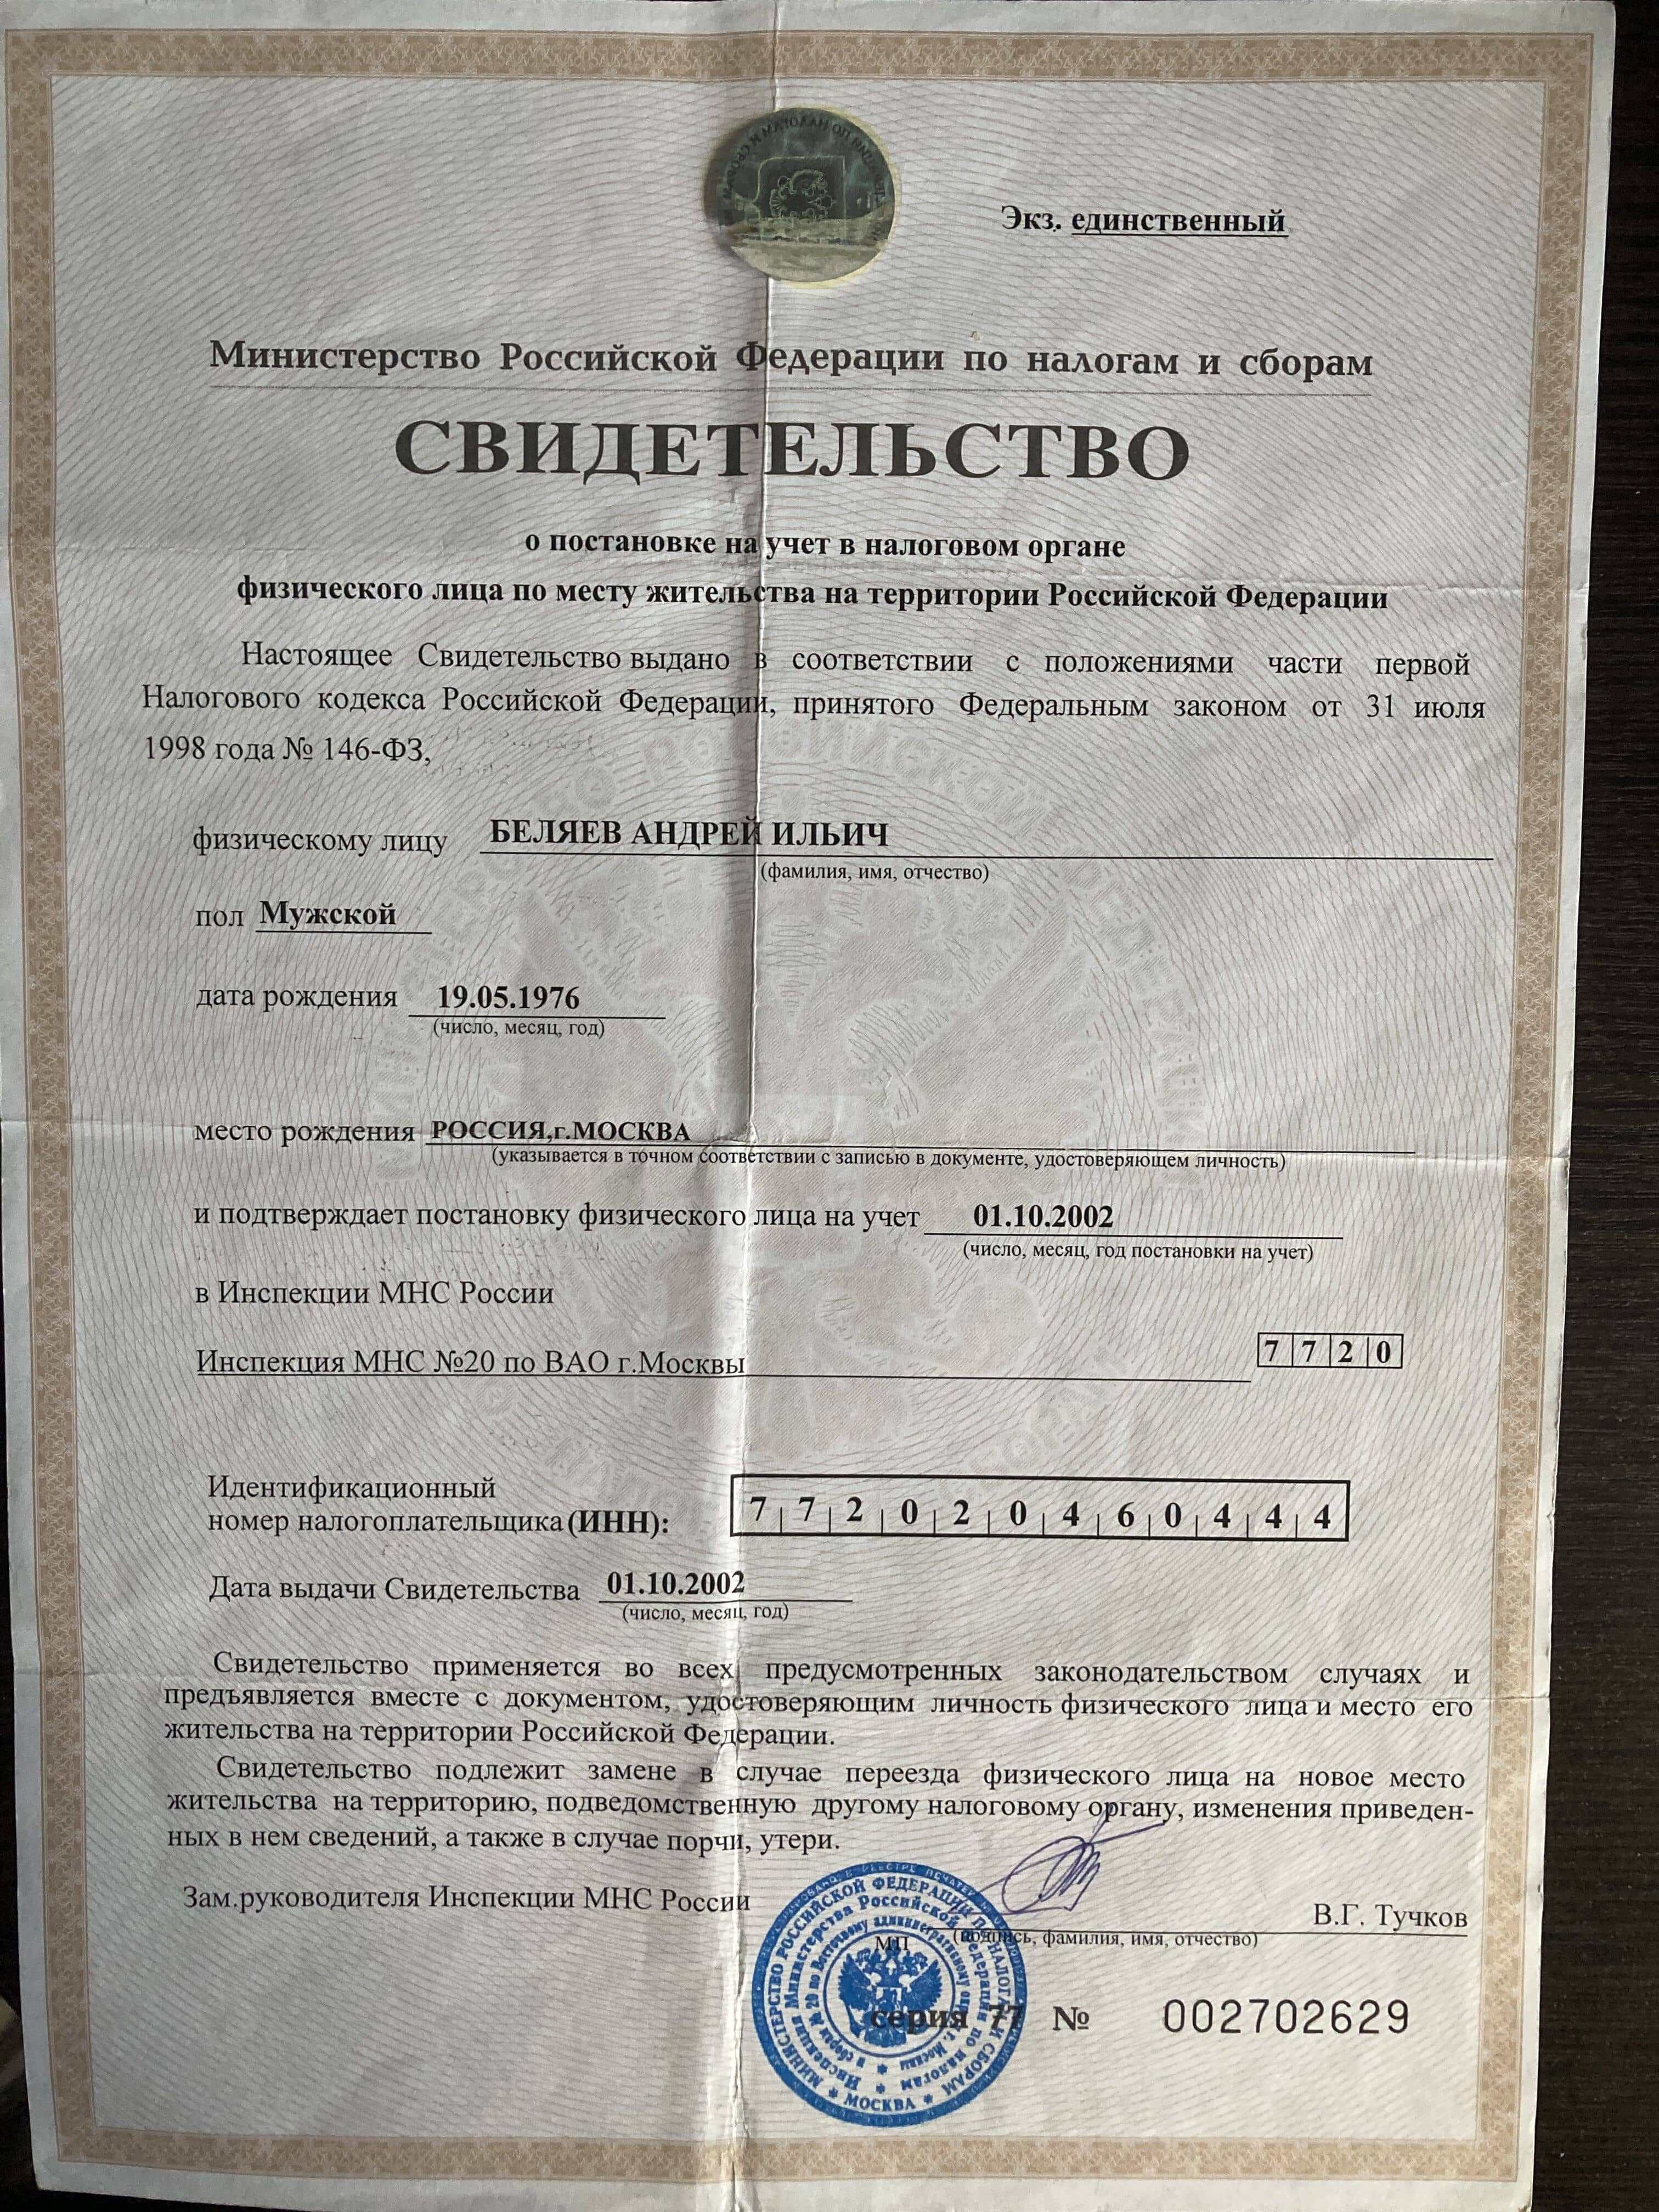 Экз. единственный
Министерство Российской Федерации по налогам и сборам
СВИДЕТЕЛЬСТВО
о постановке на учет в налоговом органе
физического лица по месту жительства на территории Российской Федерации
Настоящее Свидетельство выдано в соответствии с положениями части первой
Налогового кодекса Российской Федерации, принятого Федеральным законом от 31 июля
1998 года № 146-ФЗ,
физическому лицу БЕЛЯЕВ АНДРЕЙ ИЛЬИЧ
(фамилия, имя, отчество)
пол Мужской
дата рождения 19.05.1976
(число, месяц, год)
место рождения РОССИЯ,г.МОСКВА
(указывается в точном соответствии с записью в документе, удостоверяющем личность)
и подтверждает постановку физического лица на учет 01.10.2002
(число, месяц, год постановки на учет)
в Инспекции МНС России
Инспекция МНС №20 по ВАО г.Москвы 7720
Идентификационный
номер налогоплательщика (ИНН): 772020460444
Дата выдачи Свидетельства 01.10.2002
(число, месяц, год)
Свидетельство применяется во всех предусмотренных законодательством случаях и
предъявляется вместе с документом, удостоверяющим личность физического лица и место его
жительства на территории Российской Федерации.
Свидетельство подлежит замене в случае переезда физического лица на новое место
жительства на территорию, подведомственную другому налоговому органу, изменения приведен-
ных в нем сведений, а также в случае порчи, утери.
Зам.руководителя Инспекции МНС России
В.Г. Тучков
МП (подпись, фамилия, имя, отчество)
серия 77 № 002702629
МИНИСТЕРСТВО РОССИЙСКОЙ ФЕДЕРАЦИИ ПО НАЛОГАМ И СБОРАМ * МОСКВА *
Инспекция Министерства Российской Федерации по налогам
и сборам № 20 по Восточному административному округу г. Москвы